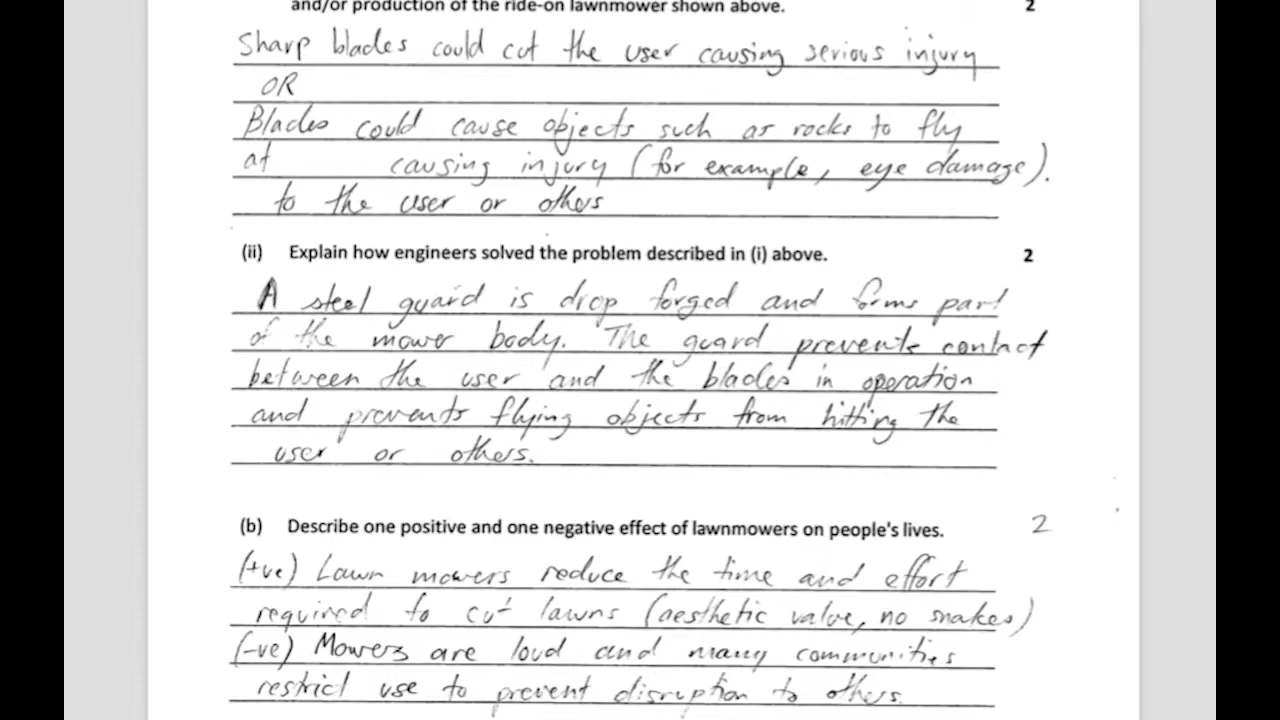 and/or production of the ride-on lawnmower shown above. 2
Sharp blades could cut the user causing serious injury
OR
Blades could cause objects such as rocks to fly
at causing injury (for example, eye damage).
to the user or others
(ii) Explain how engineers solved the problem described in (i) above. 2
A steel guard is drop forged and forms part
of the mower body. The guard prevents contact
between the user and the blades in operation
and prevents flying objects from hitting the
user or others.
(b) Describe one positive and one negative effect of lawnmowers on people's lives. 2
(+ve) Lawn mowers reduce the time and effort
required to cut lawns (aesthetic value, no snakes)
(-ve) Mowers are loud and many communities
restrict use to prevent disruption to others.